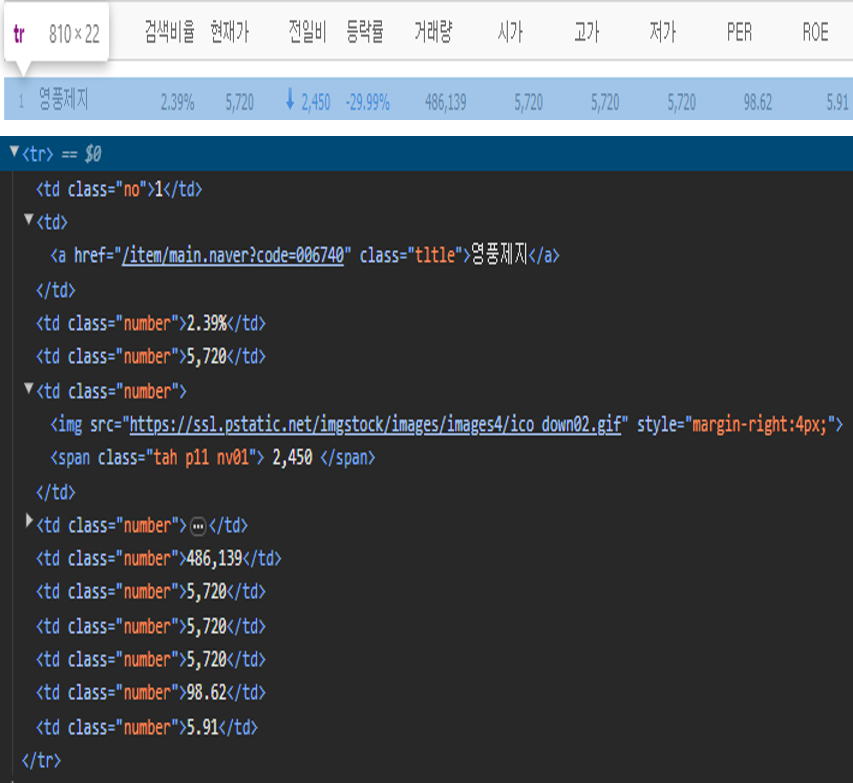 tr 810 × 22 검색비율 현재가 전일비 등락률 거래량 시가 고가 저가 PER ROE
1 영풍제지 2.39% 5,720 2,450 -29.99% 486,139 5,720 5,720 5,720 98.62 5.91
<tr> == $0
<td class="no">1</td>
<td>
<a href="/item/main.naver?code=006740" class="tltle">영풍제지</a>
</td>
<td class="number">2.39%</td>
<td class="number">5,720</td>
<td class="number">
<img src="https://ssl.pstatic.net/imgstock/images/images4/ico_down02.gif" style="margin-right:4px;">
<span class="tah p11 nv01"> 2,450 </span>
</td>
<td class="number">…</td>
<td class="number">486,139</td>
<td class="number">5,720</td>
<td class="number">5,720</td>
<td class="number">5,720</td>
<td class="number">98.62</td>
<td class="number">5.91</td>
</tr>